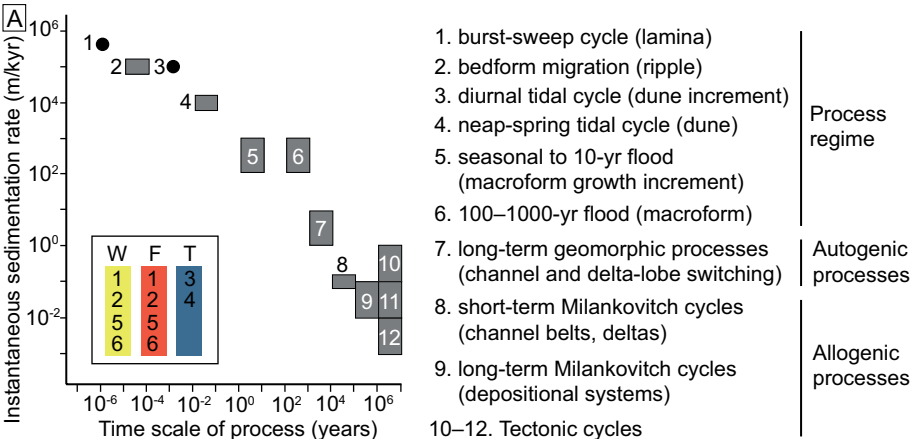 A
Instantaneous sedimentation rate (m/kyr)
10⁶
10⁴
10²
10⁰
10⁻²
1
2
3
4
5
6
7
8
9
10
11
12
W F T
1 1 3
2 2 4
5 5
6 6
10⁻⁶ 10⁻⁴ 10⁻² 10⁰ 10² 10⁴ 10⁶
Time scale of process (years)
1. burst-sweep cycle (lamina)
2. bedform migration (ripple)
3. diurnal tidal cycle (dune increment)
4. neap-spring tidal cycle (dune)
5. seasonal to 10-yr flood
(macroform growth increment)
6. 100–1000-yr flood (macroform)
Process
regime
7. long-term geomorphic processes
(channel and delta-lobe switching)
Autogenic
processes
8. short-term Milankovitch cycles
(channel belts, deltas)
9. long-term Milankovitch cycles
(depositional systems)
10–12. Tectonic cycles
Allogenic
processes